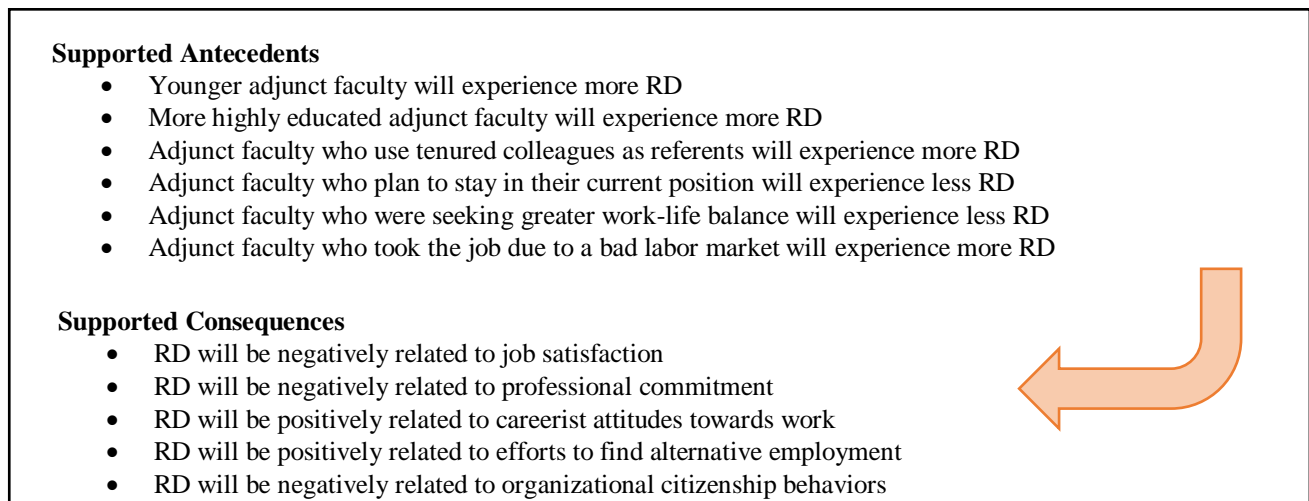 Supported Antecedents
• Younger adjunct faculty will experience more RD
• More highly educated adjunct faculty will experience more RD
• Adjunct faculty who use tenured colleagues as referents will experience more RD
• Adjunct faculty who plan to stay in their current position will experience less RD
• Adjunct faculty who were seeking greater work-life balance will experience less RD
• Adjunct faculty who took the job due to a bad labor market will experience more RD
Supported Consequences
• RD will be negatively related to job satisfaction
• RD will be negatively related to professional commitment
• RD will be positively related to careerist attitudes towards work
• RD will be positively related to efforts to find alternative employment
• RD will be negatively related to organizational citizenship behaviors